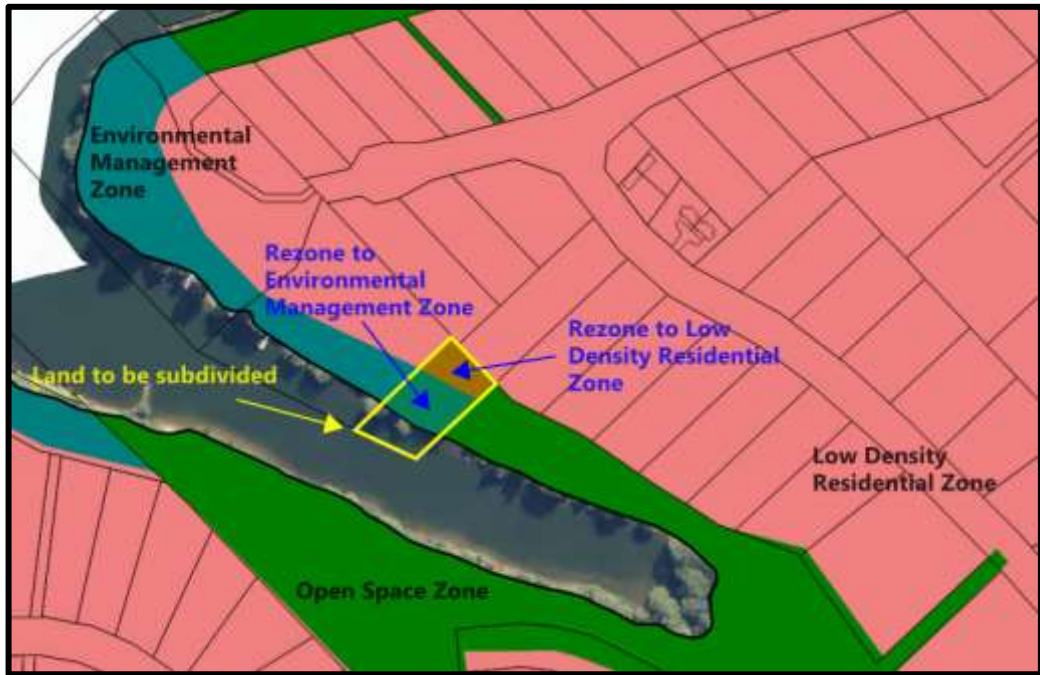 Environmental
Management
Zone
Rezone to
Environmental
Management Zone
Rezone to Low
Density Residential
Zone
Land to be subdivided
Low Density
Residential Zone
Open Space Zone